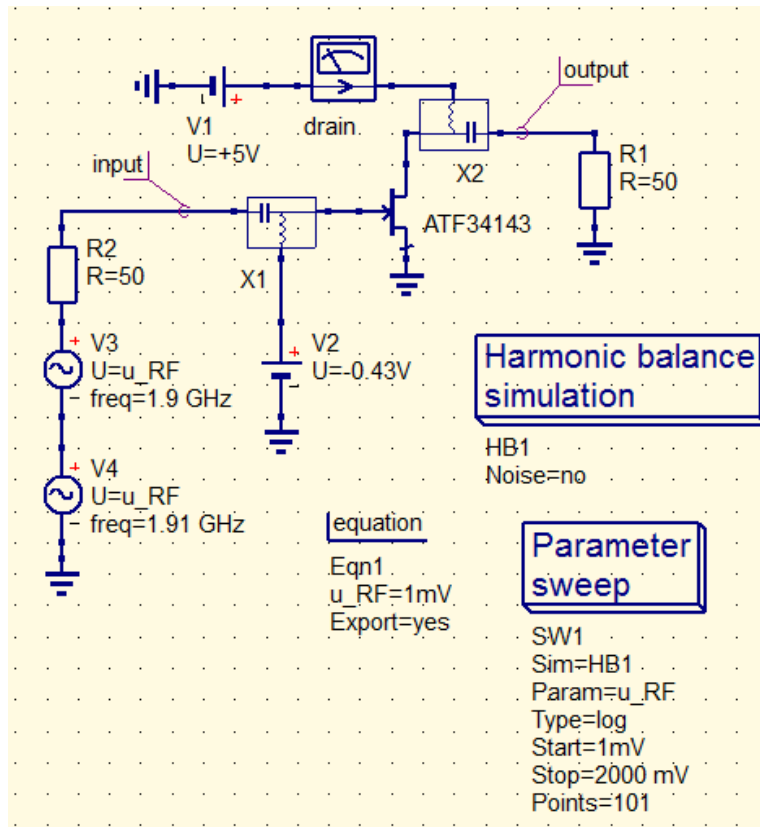 output
V1
U=+5V
drain
X2
R1
R=50
input
ATF34143
R2
R=50
X1
V3
U=u_RF
freq=1.9 GHz
V2
U=-0.43V
Harmonic balance
simulation
HB1
Noise=no
V4
U=u_RF
freq=1.91 GHz
equation
Eqn1
u_RF=1mV
Export=yes
Parameter
sweep
SW1
Sim=HB1
Param=u_RF
Type=log
Start=1mV
Stop=2000 mV
Points=101